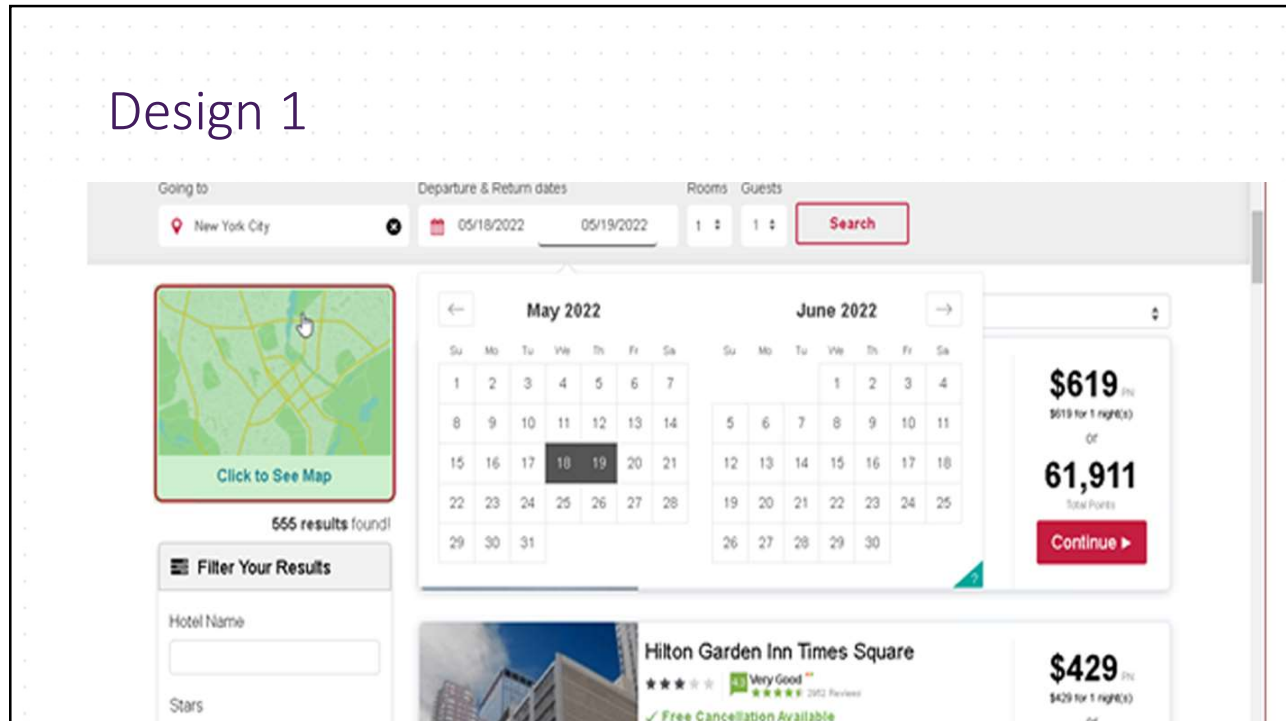 Design 1
Going to
Departure & Return dates
Rooms
Guests
New York City
05/18/2022
05/19/2022
1
1
Search
May 2022
June 2022
Su Mo Tu We Th Fr Sa
1 2 3 4 5 6 7
8 9 10 11 12 13 14
15 16 17 18 19 20 21
22 23 24 25 26 27 28
29 30 31
Su Mo Tu We Th Fr Sa
1 2 3 4
5 6 7 8 9 10 11
12 13 14 15 16 17 18
19 20 21 22 23 24 25
26 27 28 29 30
?
Click to See Map
555 results found!
Filter Your Results
Hotel Name
Stars
$619 PN
$619 for 1 night(s)
or
61,911
Total Points
Continue
Hilton Garden Inn Times Square
Very Good
Reviews
✓ Free Cancellation Available
$429 PN
$429 for 1 night(s)